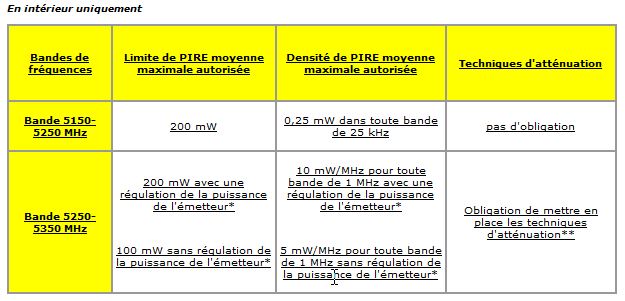 En intérieur uniquement
Bandes de
fréquences
Limite de PIRE moyenne
maximale autorisée
Densité de PIRE moyenne
maximale autorisée
Techniques d'atténuation
Bande 5150-
5250 MHz
200 mW
0,25 mW dans toute bande
de 25 kHz
pas d'obligation
Bande 5250-
5350 MHz
200 mW avec une
régulation de la puissance
de l'émetteur*
100 mW sans régulation de
la puissance de l'émetteur*
10 mW/MHz pour toute
bande de 1 MHz avec une
régulation de la puissance
de l'émetteur*
5 mW/MHz pour toute bande
de 1 MHz sans régulation de
la puissance de l'émetteur*
Obligation de mettre en
place les techniques
d'atténuation**